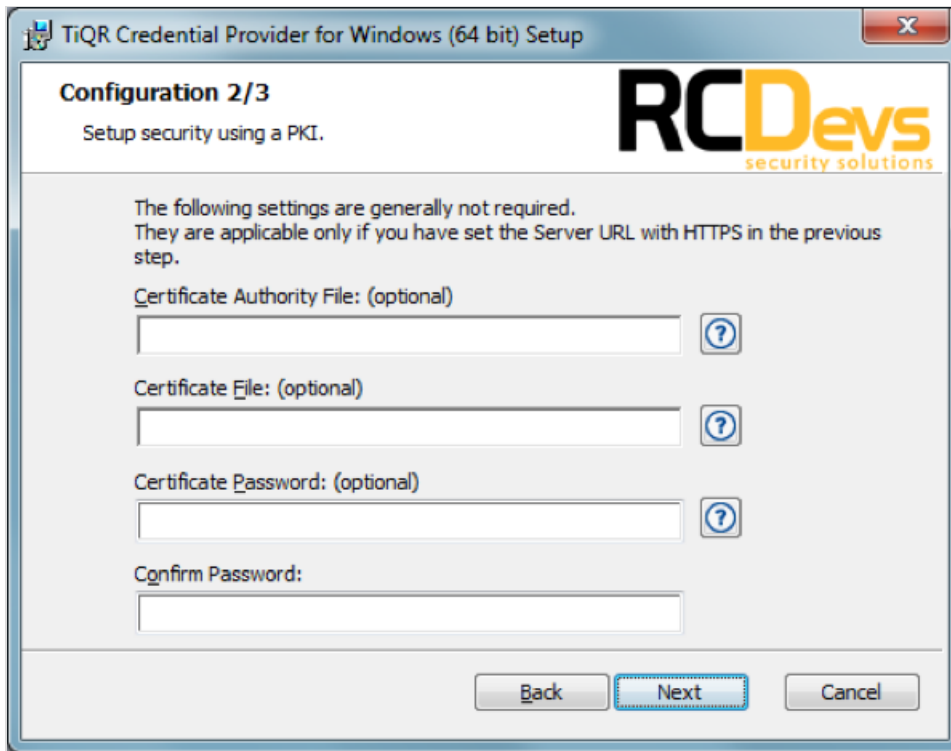 TiQR Credential Provider for Windows (64 bit) Setup
x
Configuration 2/3
Setup security using a PKI.
RCDevs
security solutions
The following settings are generally not required.
They are applicable only if you have set the Server URL with HTTPS in the previous
step.
Certificate Authority File: (optional)
?
Certificate File: (optional)
?
Certificate Password: (optional)
?
Confirm Password:
Back Next Cancel